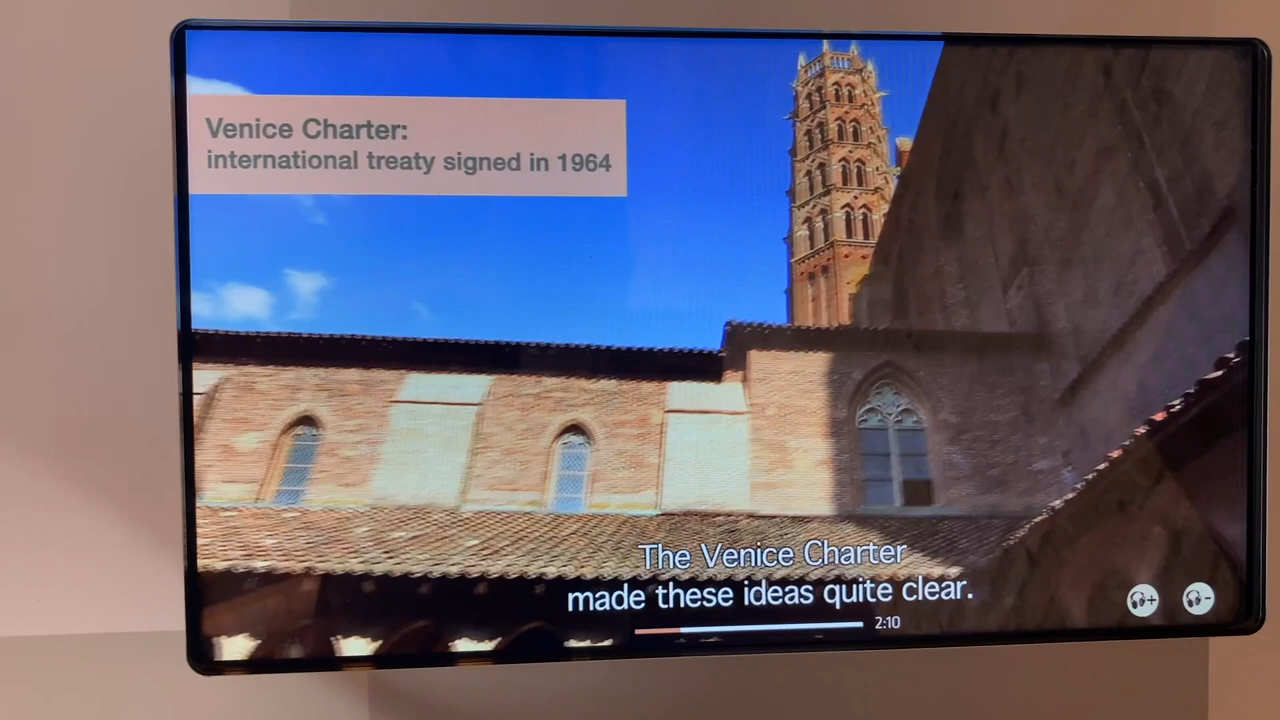 Venice Charter:
international treaty signed in 1964
The Venice Charter
made these ideas quite clear.
2:10
+
-